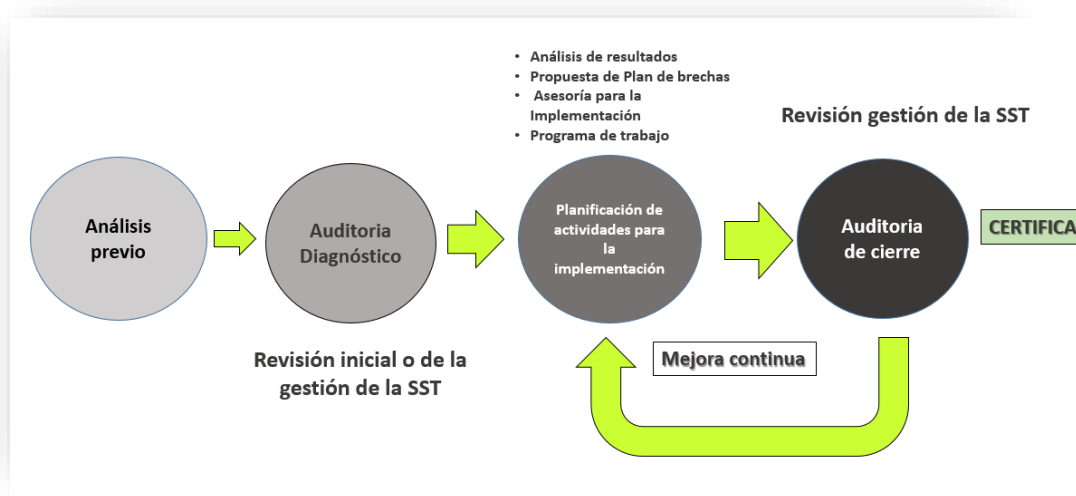 • Análisis de resultados
• Propuesta de Plan de brechas
• Asesoría para la
Implementación
• Programa de trabajo
Revisión gestión de la SST
Análisis
previo
Auditoria
Diagnóstico
Planificación de
actividades para
la
implementación
Auditoria
de cierre
CERTIFICA
Revisión inicial o de la
gestión de la SST
Mejora continua